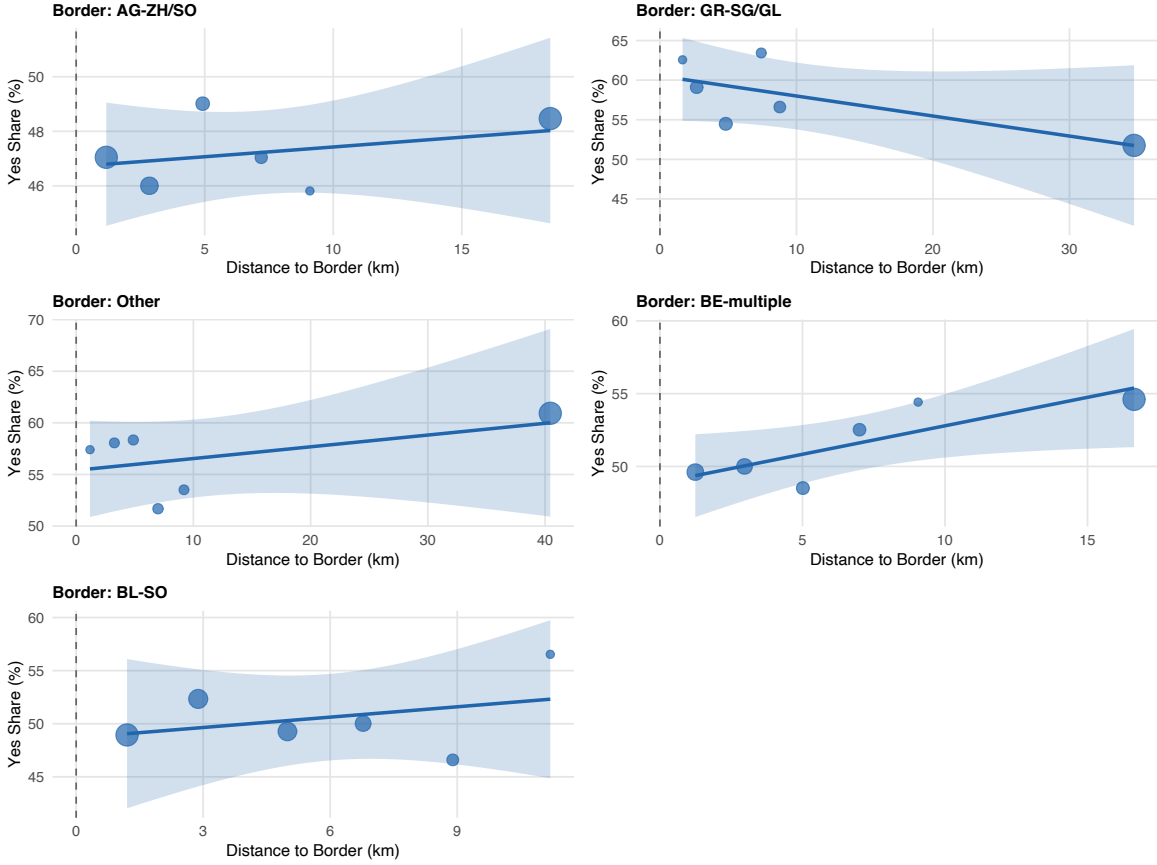 Border: AG-ZH/SO
Yes Share (%)
50
48
46
0 5 10 15
Distance to Border (km)
Border: GR-SG/GL
Yes Share (%)
65
60
55
50
45
0 10 20 30
Distance to Border (km)
Border: Other
Yes Share (%)
70
65
60
55
50
0 10 20 30 40
Distance to Border (km)
Border: BE-multiple
Yes Share (%)
60
55
50
0 5 10 15
Distance to Border (km)
Border: BL-SO
Yes Share (%)
60
55
50
45
0 3 6 9
Distance to Border (km)